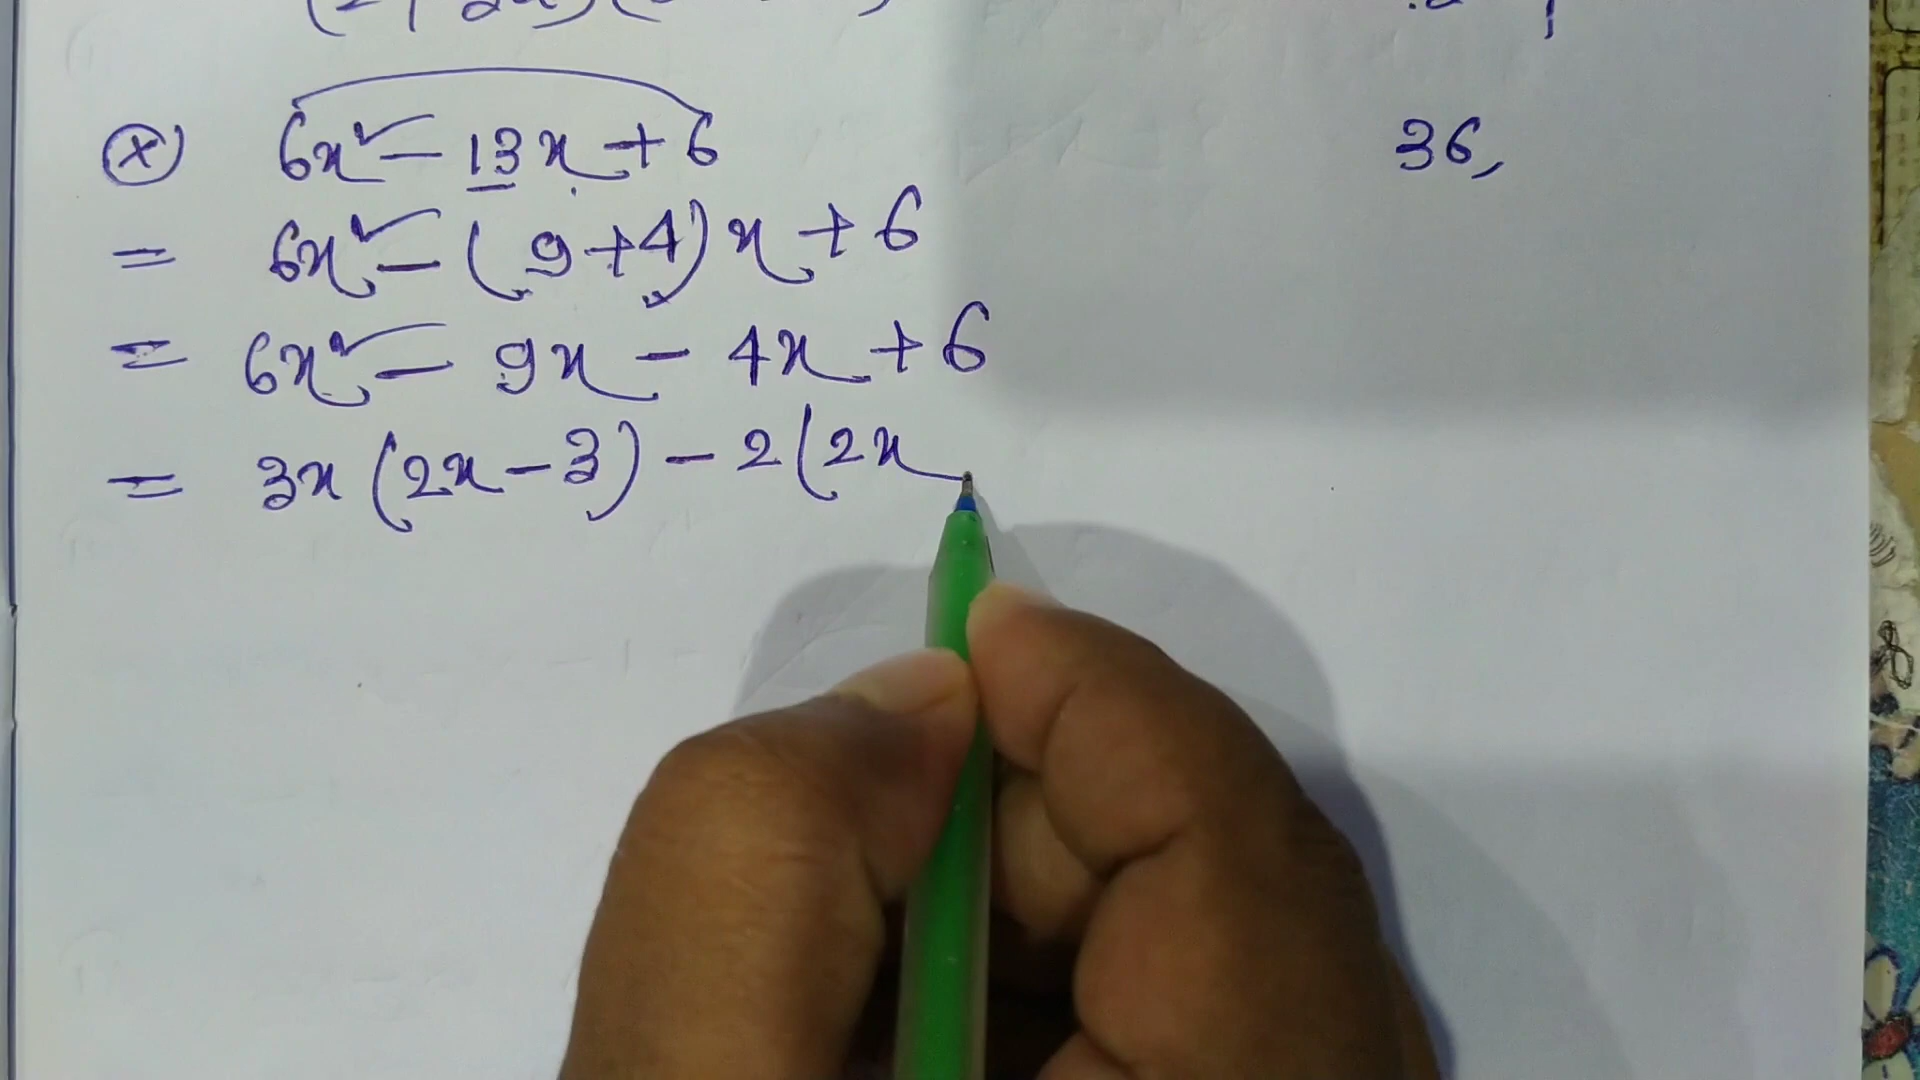 (x) 6x² - 13x + 6 36,
= 6x² - (9+4)x + 6
= 6x² - 9x - 4x + 6
= 3x(2x-3) - 2(2x